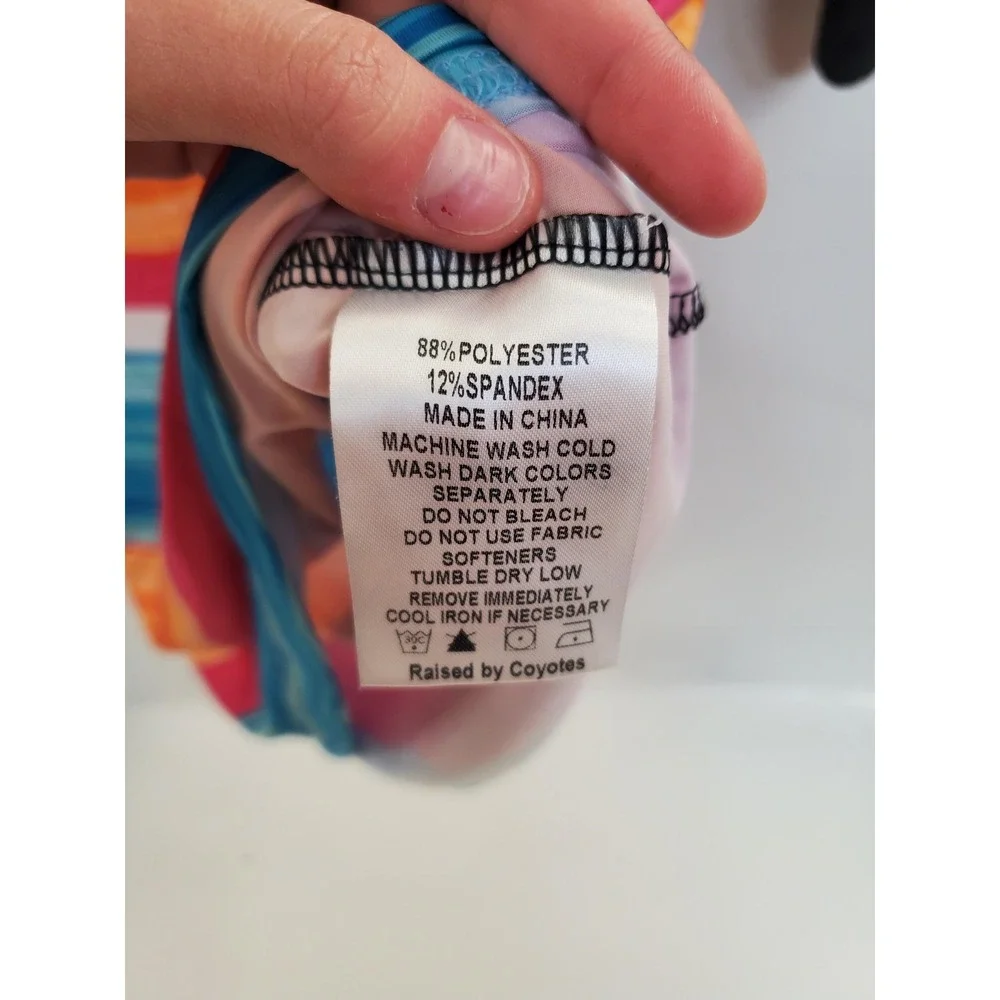 88%POLYESTER
12%SPANDEX
MADE IN CHINA
MACHINE WASH COLD
WASH DARK COLORS
SEPARATELY
DO NOT BLEACH
DO NOT USE FABRIC
SOFTENERS
TUMBLE DRY LOW
REMOVE IMMEDIATELY
COOL IRON IF NECESSARY
30C
Raised by Coyotes